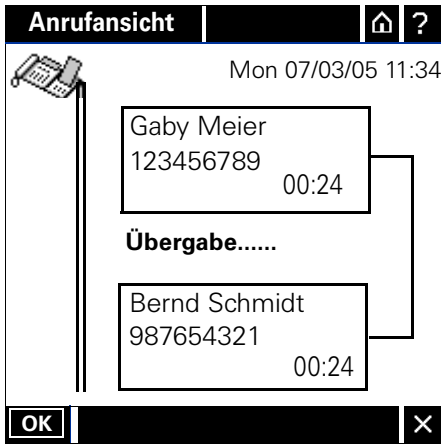 Anrufansicht ?
Mon 07/03/05 11:34
Gaby Meier
123456789
00:24
Übergabe......
Bernd Schmidt
987654321
00:24
OK